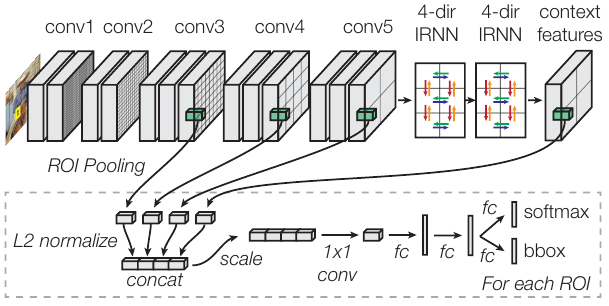 conv1 conv2 conv3 conv4 conv5 4-dir IRNN 4-dir IRNN context features
ROI Pooling
L2 normalize
concat
scale
1x1 conv
fc
fc
fc
fc
softmax
bbox
For each ROI